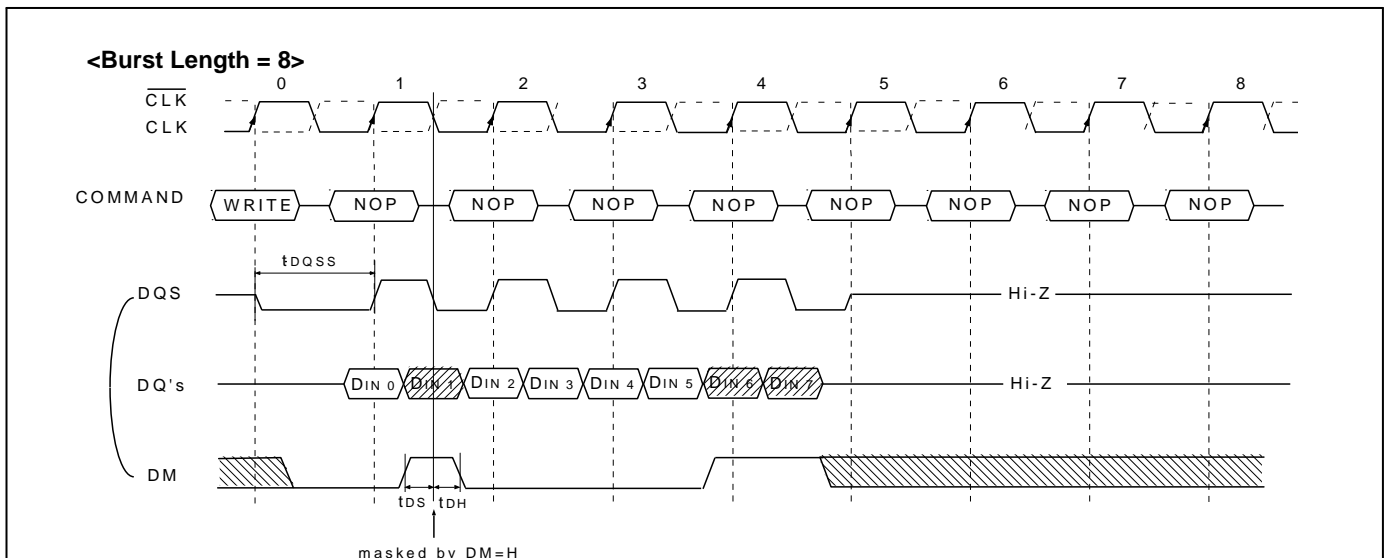 <Burst Length = 8>
0 1 2 3 4 5 6 7 8
CLK
CLK
COMMAND WRITE NOP NOP NOP NOP NOP NOP NOP NOP
tDQSS
DQS Hi-Z
DQ's DIN 0 DIN 1 DIN 2 DIN 3 DIN 4 DIN 5 DIN 6 DIN 7 Hi-Z
DM
tDS tDH
masked by DM=H